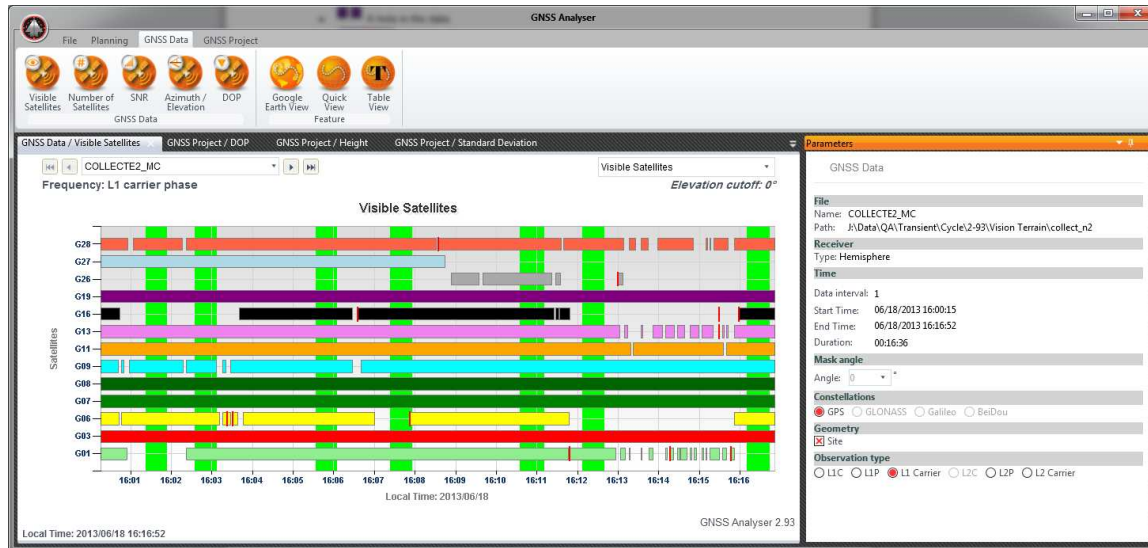 GNSS Analyser
File Planning GNSS Data GNSS Project
Visible Satellites
Number of Satellites
SNR
Azimuth / Elevation
DOP
Google Earth View
Quick View
Table View
GNSS Data
Feature
GNSS Data / Visible Satellites GNSS Project / DOP GNSS Project / Height GNSS Project / Standard Deviation
COLLECTE2_MC
Visible Satellites
Frequency: L1 carrier phase
Elevation cutoff: 0°
Visible Satellites
Satellites
G28
G27
G26
G19
G16
G13
G11
G09
G08
G07
G06
G03
G01
16:01 16:02 16:03 16:04 16:05 16:06 16:07 16:08 16:09 16:10 16:11 16:12 16:13 16:14 16:15 16:16
Local Time: 2013/06/18
GNSS Analyser 2.93
Local Time: 2013/06/18 16:16:52
Parameters
GNSS Data
File
Name: COLLECTE2_MC
Path: J:\Data\QA\Transient\Cycle\2-93\Vision Terrain\collect_n2
Receiver
Type: Hemisphere
Time
Data interval: 1
Start Time: 06/18/2013 16:00:15
End Time: 06/18/2013 16:16:52
Duration: 00:16:36
Mask angle
Angle: 0 °
Constellations
GPS GLONASS Galileo BeiDou
Geometry
Site
Observation type
L1C L1P L1 Carrier L2C L2P L2 Carrier